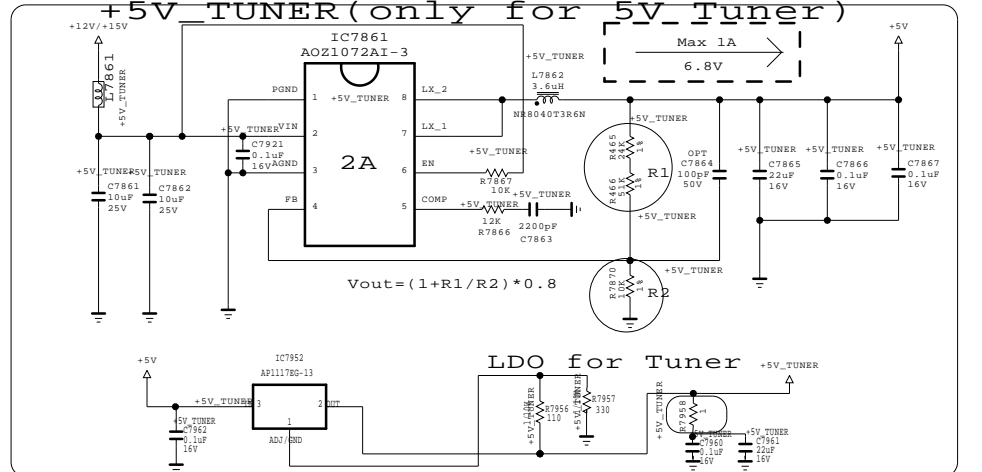 +5V_TUNER(only for 5V Tuner)
+12V/+15V
L7861
+5V_TUNER
IC7861
AOZ1072AI-3
+5V_TUNER
2A
PGND
1
VIN
2
AGND
3
FB
4
8
LX_2
7
LX_1
6
EN
5
COMP
+5V_TUNER
C7921
0.1uF
16V
+5V_TUNER
C7861
10uF
25V
+5V_TUNER
C7862
10uF
25V
+5V_TUNER
L7862
3.6uH
NR8040T3R6N
Max 1A
6.8V
+5V
+5V_TUNER
R7867
10K
+5V_TUNER
12K
R7866
+5V_TUNER
2200pF
C7863
+5V_TUNER
R465
24K
1%
R466
51K
1%
R1
+5V_TUNER
OPT
C7864
100pF
50V
+5V_TUNER
C7865
22uF
16V
+5V_TUNER
C7866
0.1uF
16V
+5V_TUNER
C7867
0.1uF
16V
Vout=(1+R1/R2)*0.8
+5V_TUNER
R7870
10K
1%
R2
LDO for Tuner
+5V
+5V_TUNER
+5V_TUNER
C7962
0.1uF
16V
IC7952
AP1117EG-13
3
2
OUT
1
ADJ/GND
+5V_TUNER
R7956
110
+5V_TUNER
R7957
330
+5V_TUNER
R7958
1
+5V_TUNER
+5V_TUNER
C7960
0.1uF
16V
+5V_TUNER
C7961
22uF
16V